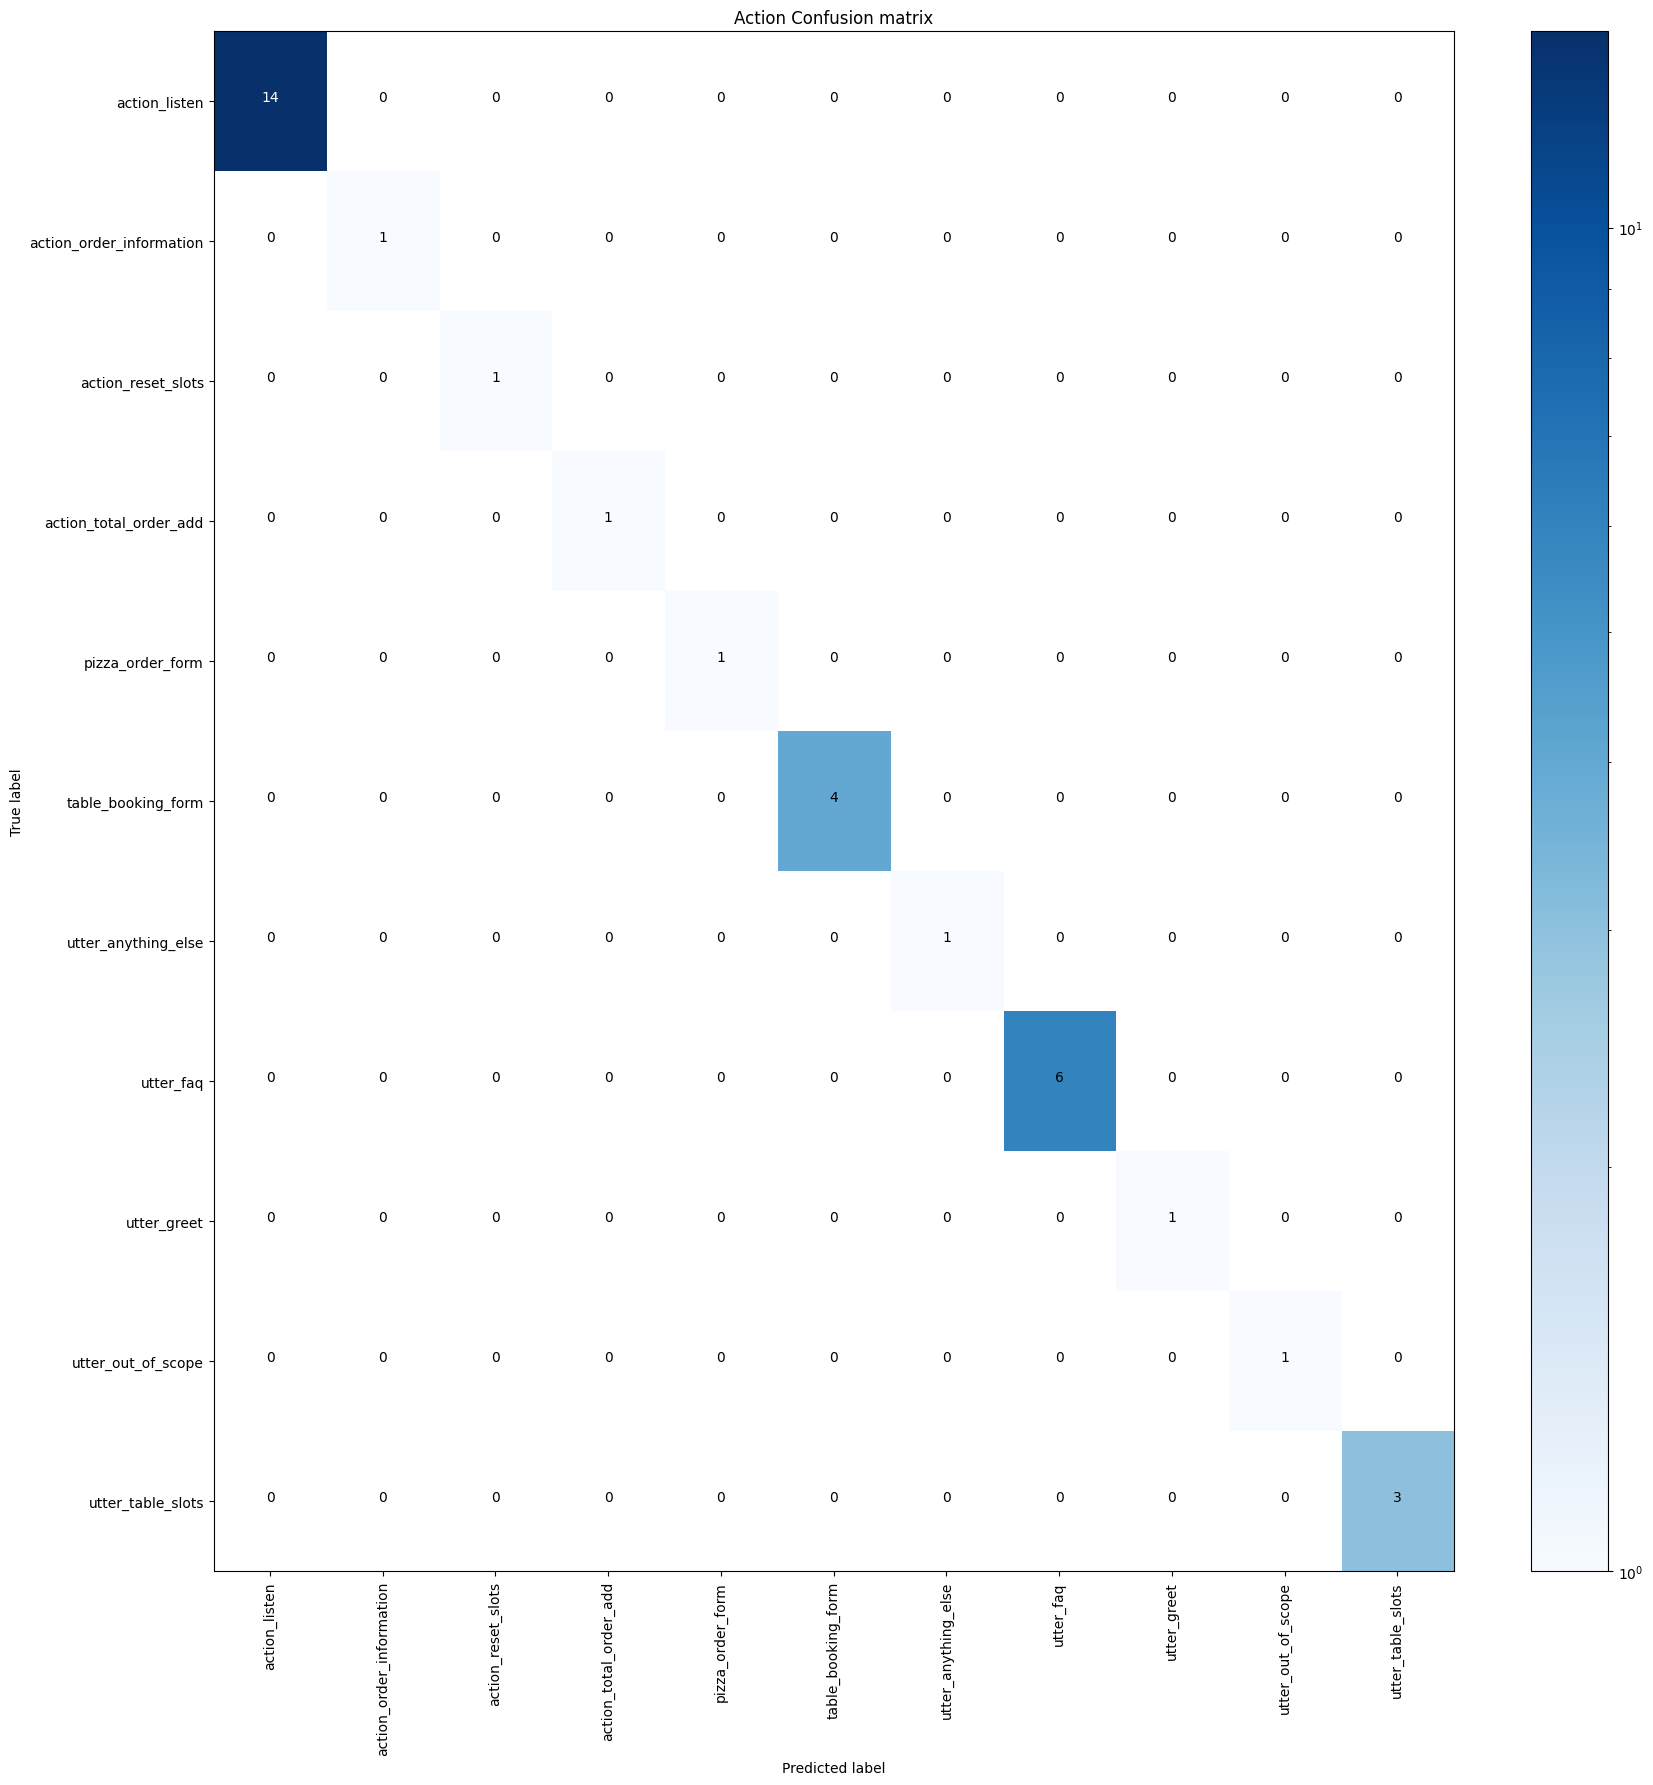 Action Confusion matrix
action_listen 14 0 0 0 0 0 0 0 0 0 0
action_order_information 0 1 0 0 0 0 0 0 0 0 0
action_reset_slots 0 0 1 0 0 0 0 0 0 0 0
action_total_order_add 0 0 0 1 0 0 0 0 0 0 0
pizza_order_form 0 0 0 0 1 0 0 0 0 0 0
table_booking_form 0 0 0 0 0 4 0 0 0 0 0
utter_anything_else 0 0 0 0 0 0 1 0 0 0 0
utter_faq 0 0 0 0 0 0 0 6 0 0 0
utter_greet 0 0 0 0 0 0 0 0 1 0 0
utter_out_of_scope 0 0 0 0 0 0 0 0 0 1 0
utter_table_slots 0 0 0 0 0 0 0 0 0 0 3
True label
action_listen
action_order_information
action_reset_slots
action_total_order_add
pizza_order_form
table_booking_form
utter_anything_else
utter_faq
utter_greet
utter_out_of_scope
utter_table_slots
Predicted label
10¹
10⁰